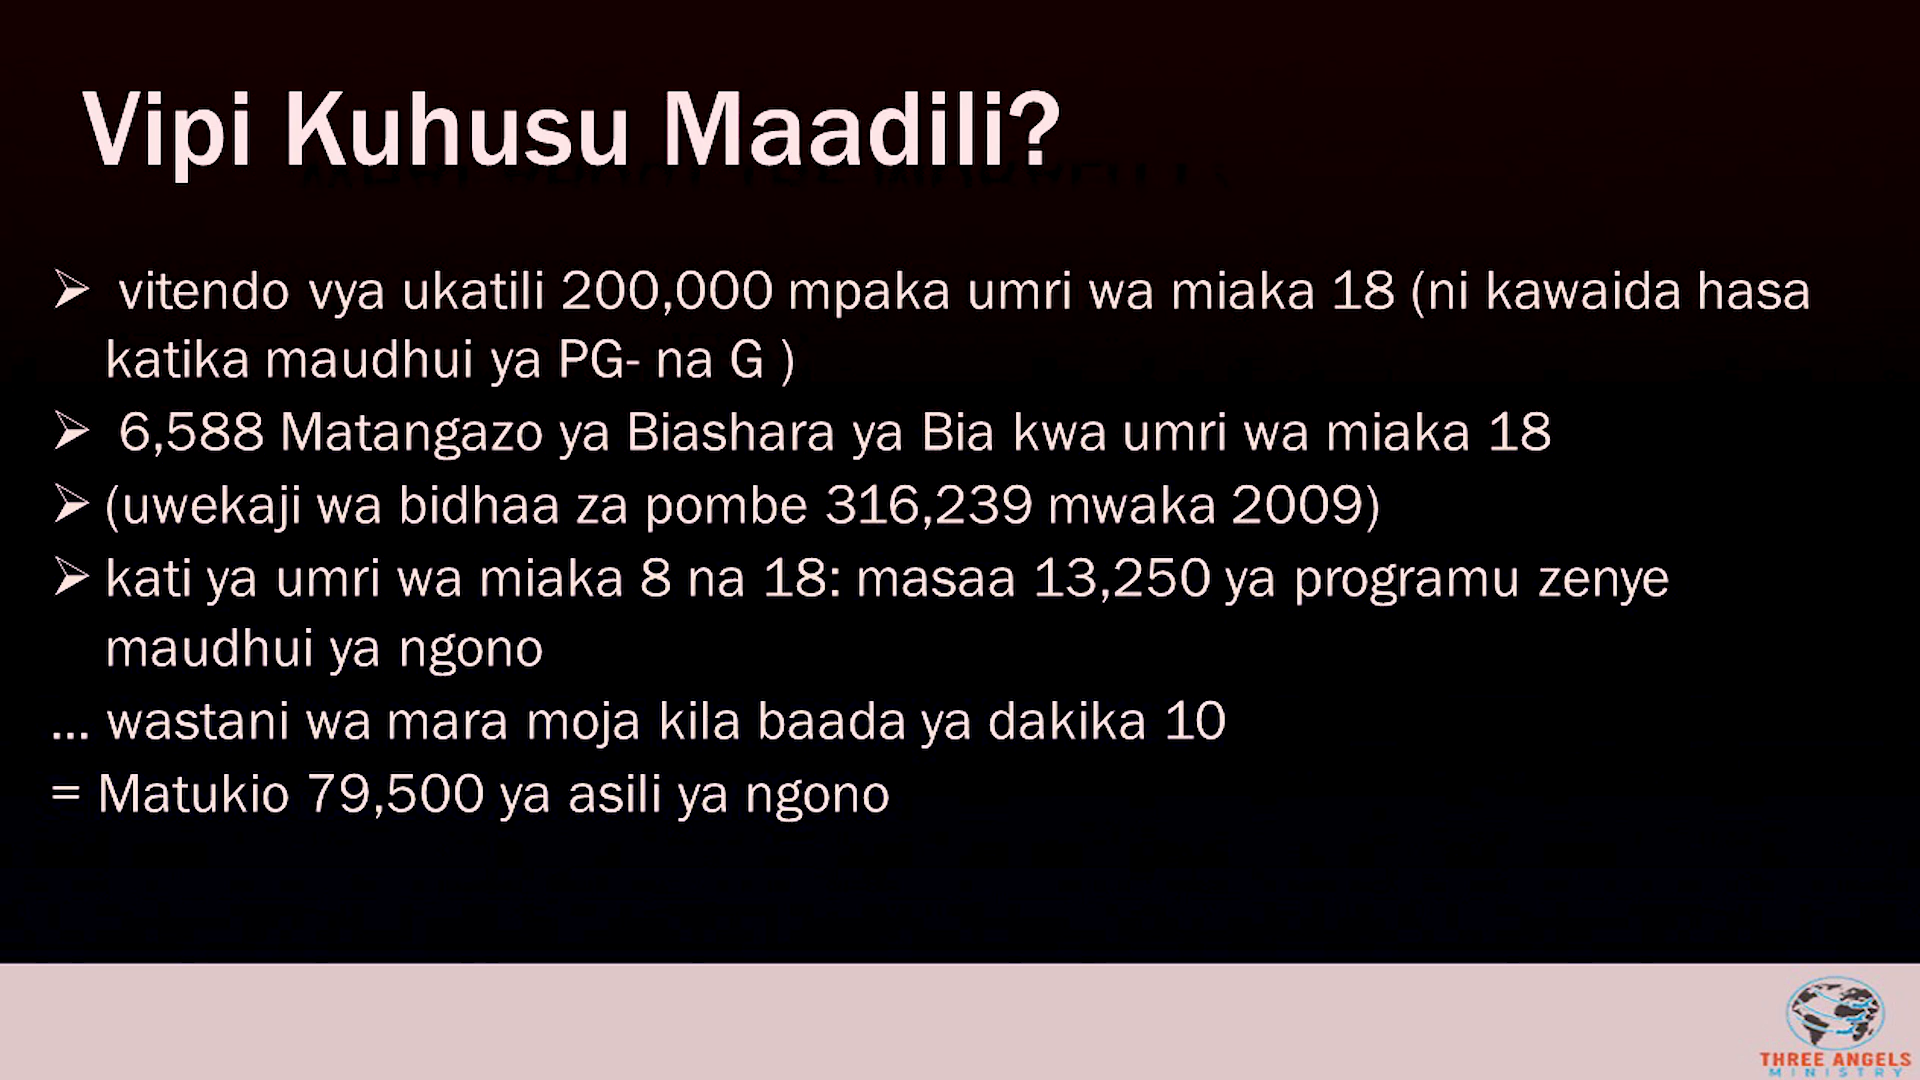 Vipi Kuhusu Maadili?
➢ vitendo vya ukatili 200,000 mpaka umri wa miaka 18 (ni kawaida hasa
katika maudhui ya PG- na G )
➢ 6,588 Matangazo ya Biashara ya Bia kwa umri wa miaka 18
➢ (uwekaji wa bidhaa za pombe 316,239 mwaka 2009)
➢ kati ya umri wa miaka 8 na 18: masaa 13,250 ya programu zenye
maudhui ya ngono
... wastani wa mara moja kila baada ya dakika 10
= Matukio 79,500 ya asili ya ngono
THREE ANGELS
MINISTRY